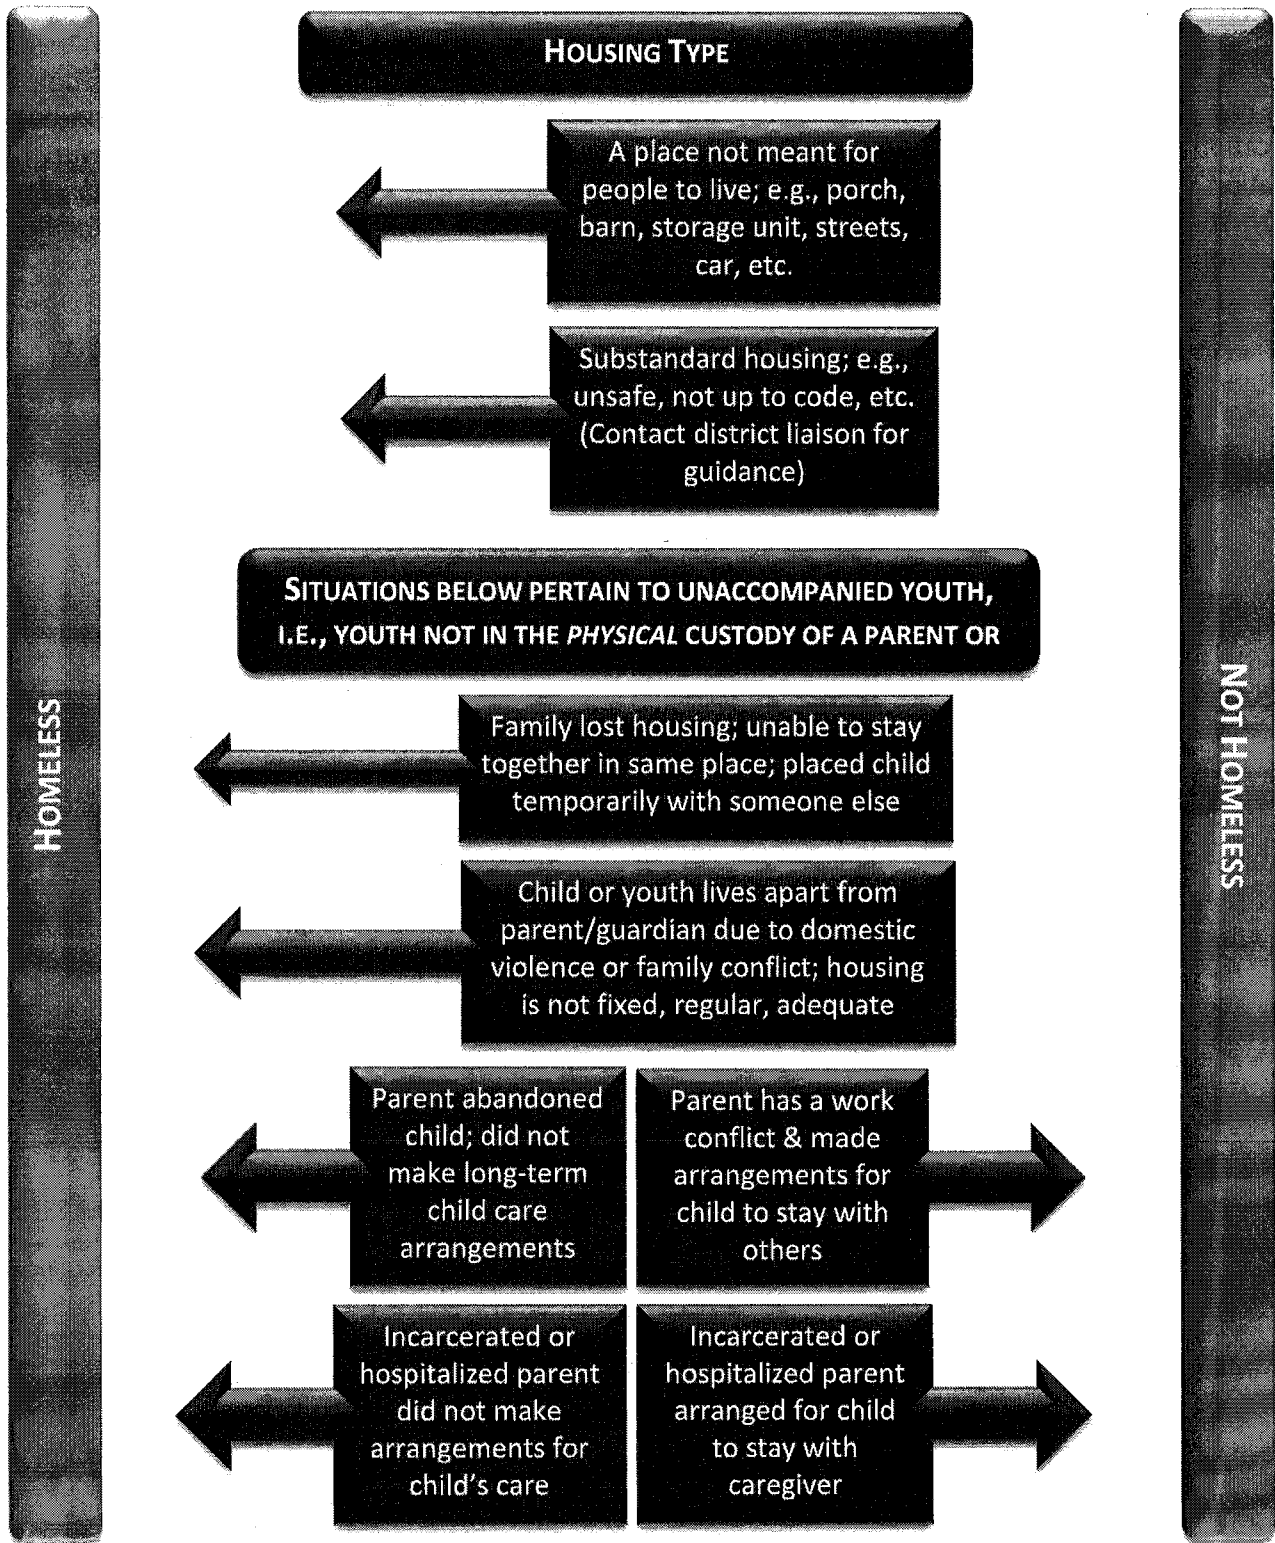 HOUSING TYPE
A place not meant for
people to live; e.g., porch,
barn, storage unit, streets,
car, etc.
Substandard housing; e.g.,
unsafe, not up to code, etc.
(Contact district liaison for
guidance)
SITUATIONS BELOW PERTAIN TO UNACCOMPANIED YOUTH,
I.E., YOUTH NOT IN THE PHYSICAL CUSTODY OF A PARENT OR
HOMELESS
NOT HOMELESS
Family lost housing; unable to stay
together in same place; placed child
temporarily with someone else
Child or youth lives apart from
parent/guardian due to domestic
violence or family conflict; housing
is not fixed, regular, adequate
Parent abandoned
child; did not
make long-term
child care
arrangements
Parent has a work
conflict & made
arrangements for
child to stay with
others
Incarcerated or
hospitalized parent
did not make
arrangements for
child's care
Incarcerated or
hospitalized parent
arranged for child
to stay with
caregiver